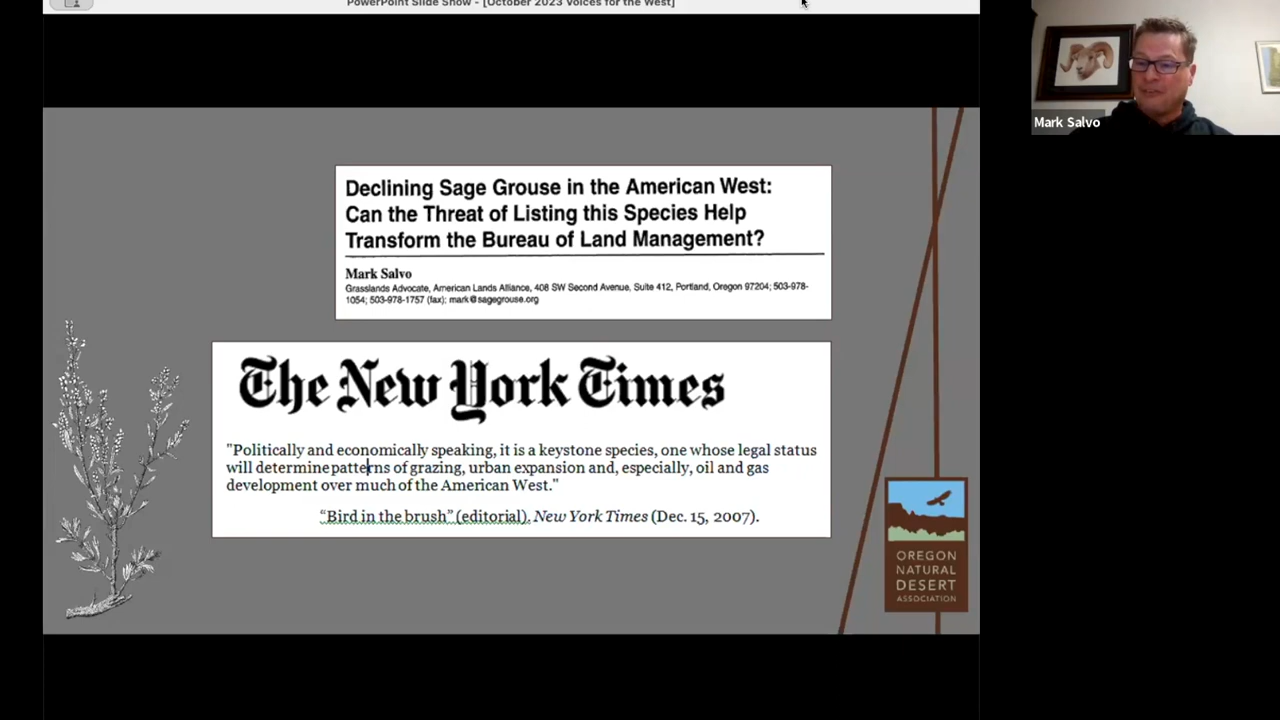 PowerPoint Slide Show - [October 2023 Voices for the West]
Mark Salvo
Declining Sage Grouse in the American West:
Can the Threat of Listing this Species Help
Transform the Bureau of Land Management?
Mark Salvo
Grasslands Advocate, American Lands Alliance, 408 SW Second Avenue, Suite 412, Portland, Oregon 97204; 503-978-
1054; 503-978-1757 (fax); mark@sagegrouse.org
The New York Times
"Politically and economically speaking, it is a keystone species, one whose legal status
will determine patterns of grazing, urban expansion and, especially, oil and gas
development over much of the American West."
“Bird in the brush” (editorial). New York Times (Dec. 15, 2007).
OREGON
NATURAL
DESERT
ASSOCIATION